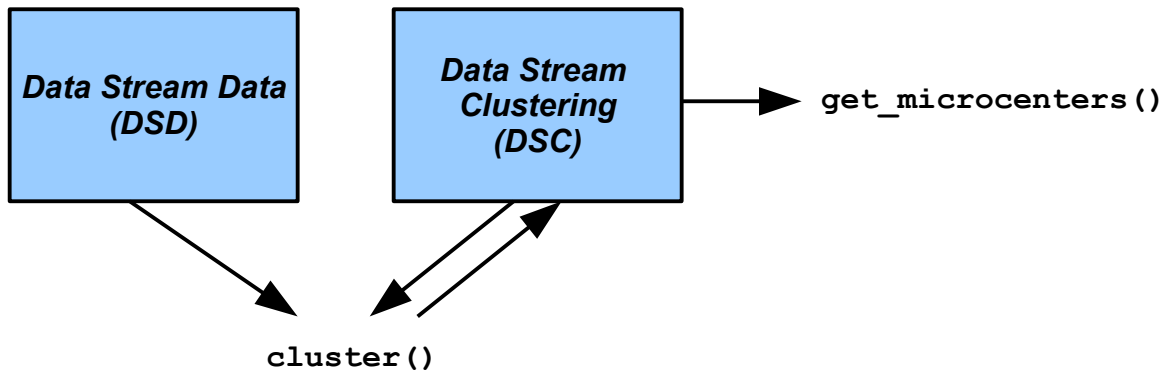 Data Stream Data
(DSD)
Data Stream
Clustering
(DSC)
get_microcenters()
cluster()